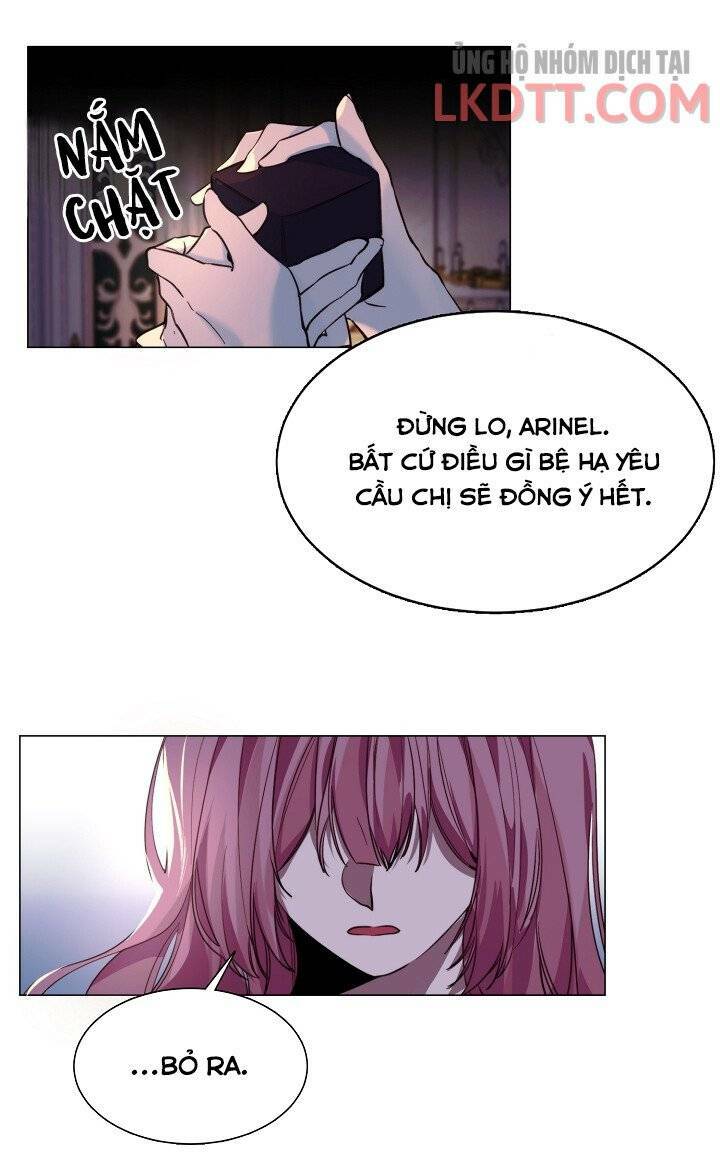 ỦNG HỘ NHÓM DỊCH TẠI
LKDTT.COM
NẮM
CHẶT
ĐỪNG LO, ARINEL.
BẤT CỨ ĐIỀU GÌ BỆ HẠ YÊU
CẦU CHỊ SẼ ĐỒNG Ý HẾT.
...BỎ RA.